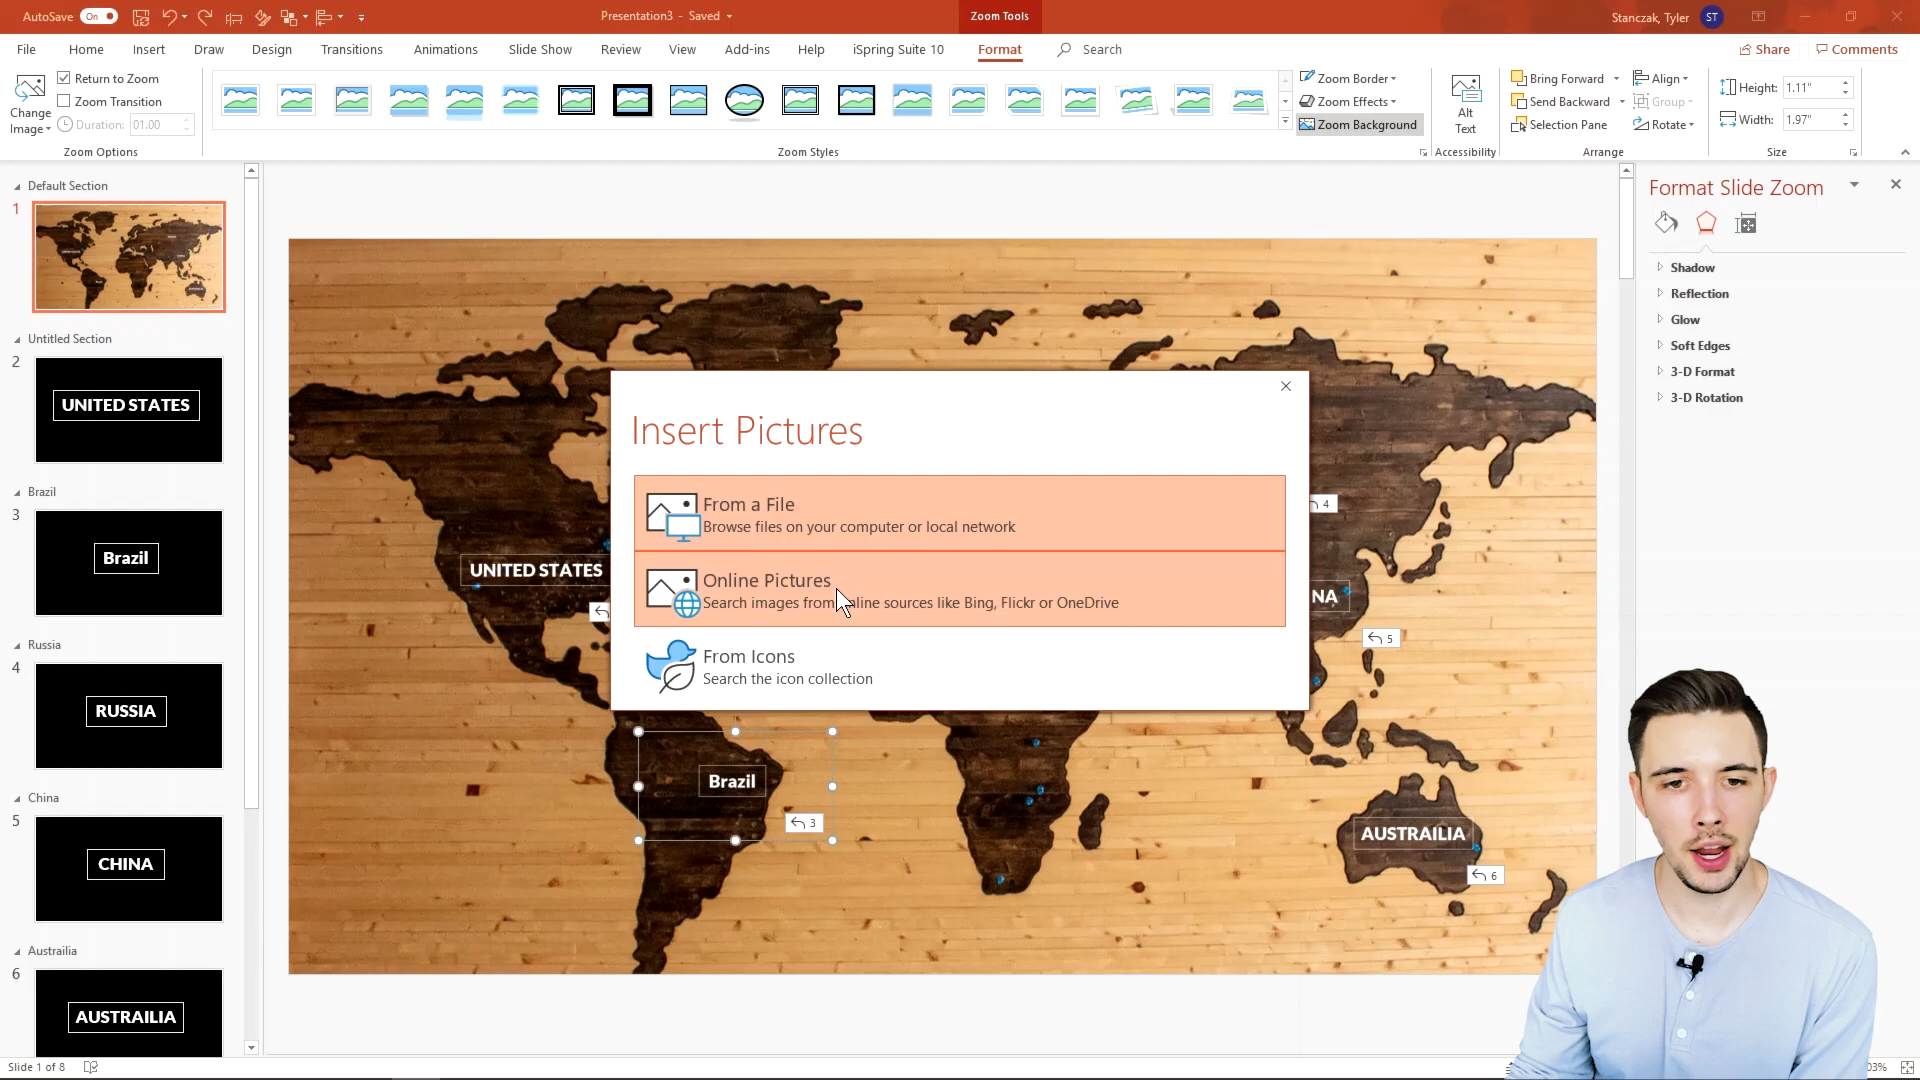 AutoSave On
Presentation3 - Saved
Zoom Tools
Stanczak, Tyler ST
File Home Insert Draw Design Transitions Animations Slide Show Review View Add-ins Help iSpring Suite 10 Format Search
Share Comments
Change
Image
Return to Zoom
Zoom Transition
Duration: 01.00
Zoom Options
Zoom Styles
Zoom Border
Zoom Effects
Zoom Background
Alt
Text
Accessibility
Bring Forward
Send Backward
Selection Pane
Align
Group
Rotate
Arrange
Height: 1.11"
Width: 1.97"
Size
Default Section
1
Untitled Section
2
UNITED STATES
Brazil
3
Brazil
Russia
4
RUSSIA
China
5
CHINA
Austrailia
6
AUSTRAILIA
Insert Pictures
From a File
Browse files on your computer or local network
Online Pictures
Search images from online sources like Bing, Flickr or OneDrive
From Icons
Search the icon collection
UNITED STATES
4
NA
5
Brazil
3
AUSTRAILIA
6
Format Slide Zoom
Shadow
Reflection
Glow
Soft Edges
3-D Format
3-D Rotation
Slide 1 of 8
03%